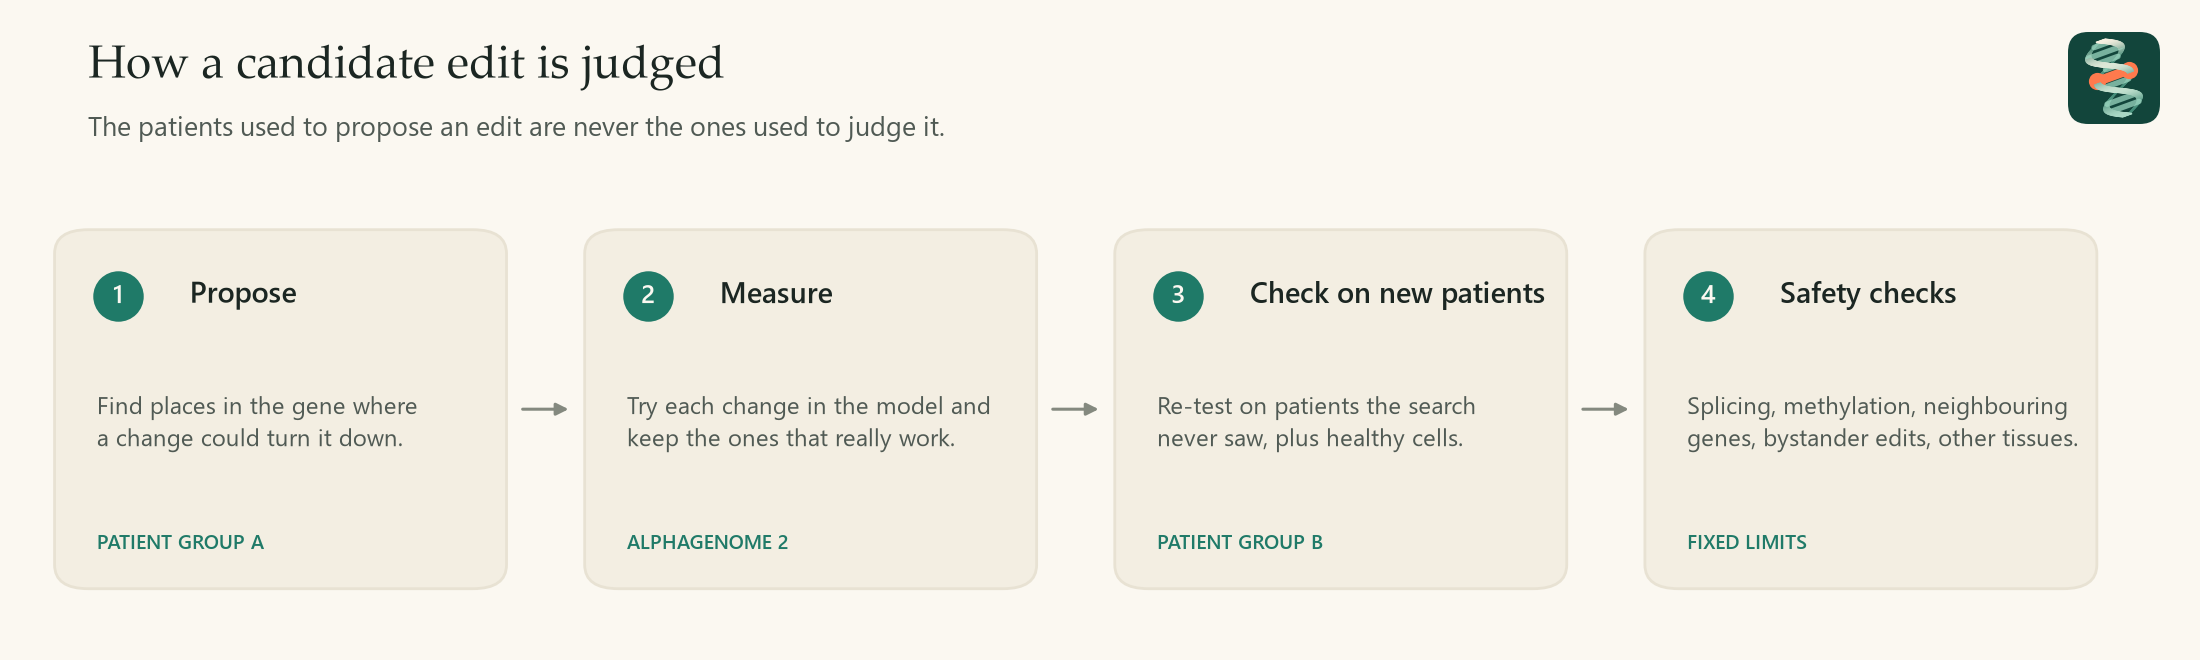 How a candidate edit is judged
The patients used to propose an edit are never the ones used to judge it.
1
Propose
Find places in the gene where
a change could turn it down.
PATIENT GROUP A
2
Measure
Try each change in the model and
keep the ones that really work.
ALPHAGENOME 2
3
Check on new patients
Re-test on patients the search
never saw, plus healthy cells.
PATIENT GROUP B
4
Safety checks
Splicing, methylation, neighbouring
genes, bystander edits, other tissues.
FIXED LIMITS